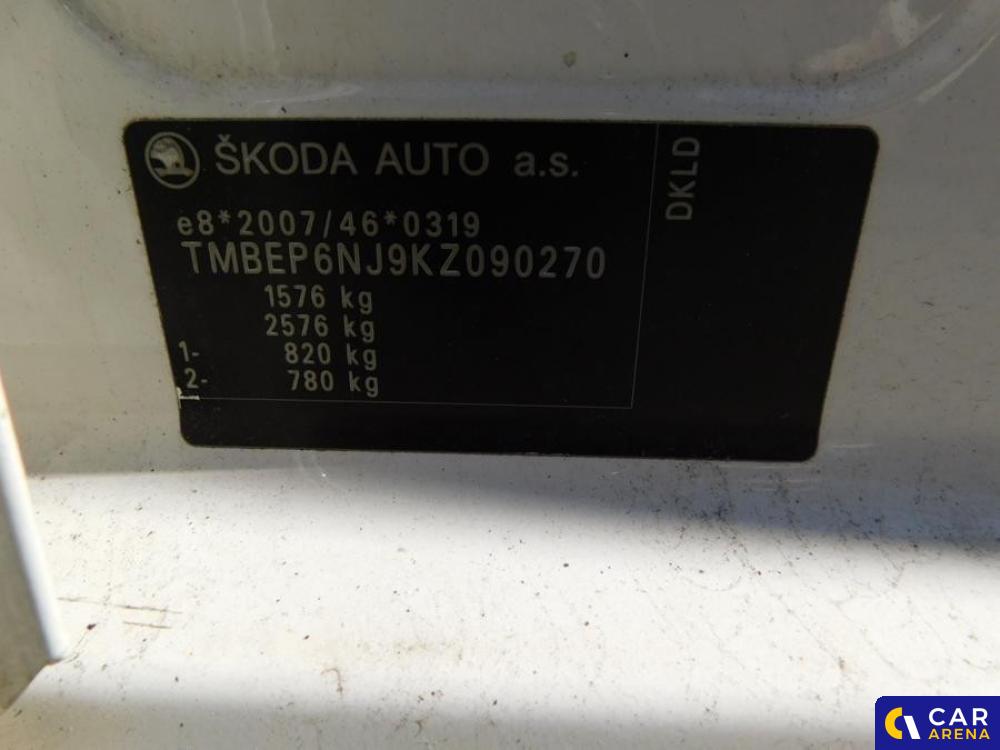 ŠKODA AUTO a.s.
DKLD
e8*2007/46*0319
TMBEP6NJ9KZ090270
1576 kg
2576 kg
1- 820 kg
2- 780 kg
CAR
ARENA